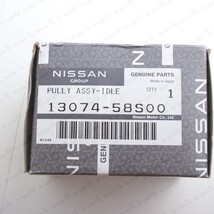 NISSAN
GROUP
GENUINE PARTS
Made in Japan
PULLY ASSY-IDLE
QTY
1
13074-58S00
Nissan Motor Co., Ltd.
GEN